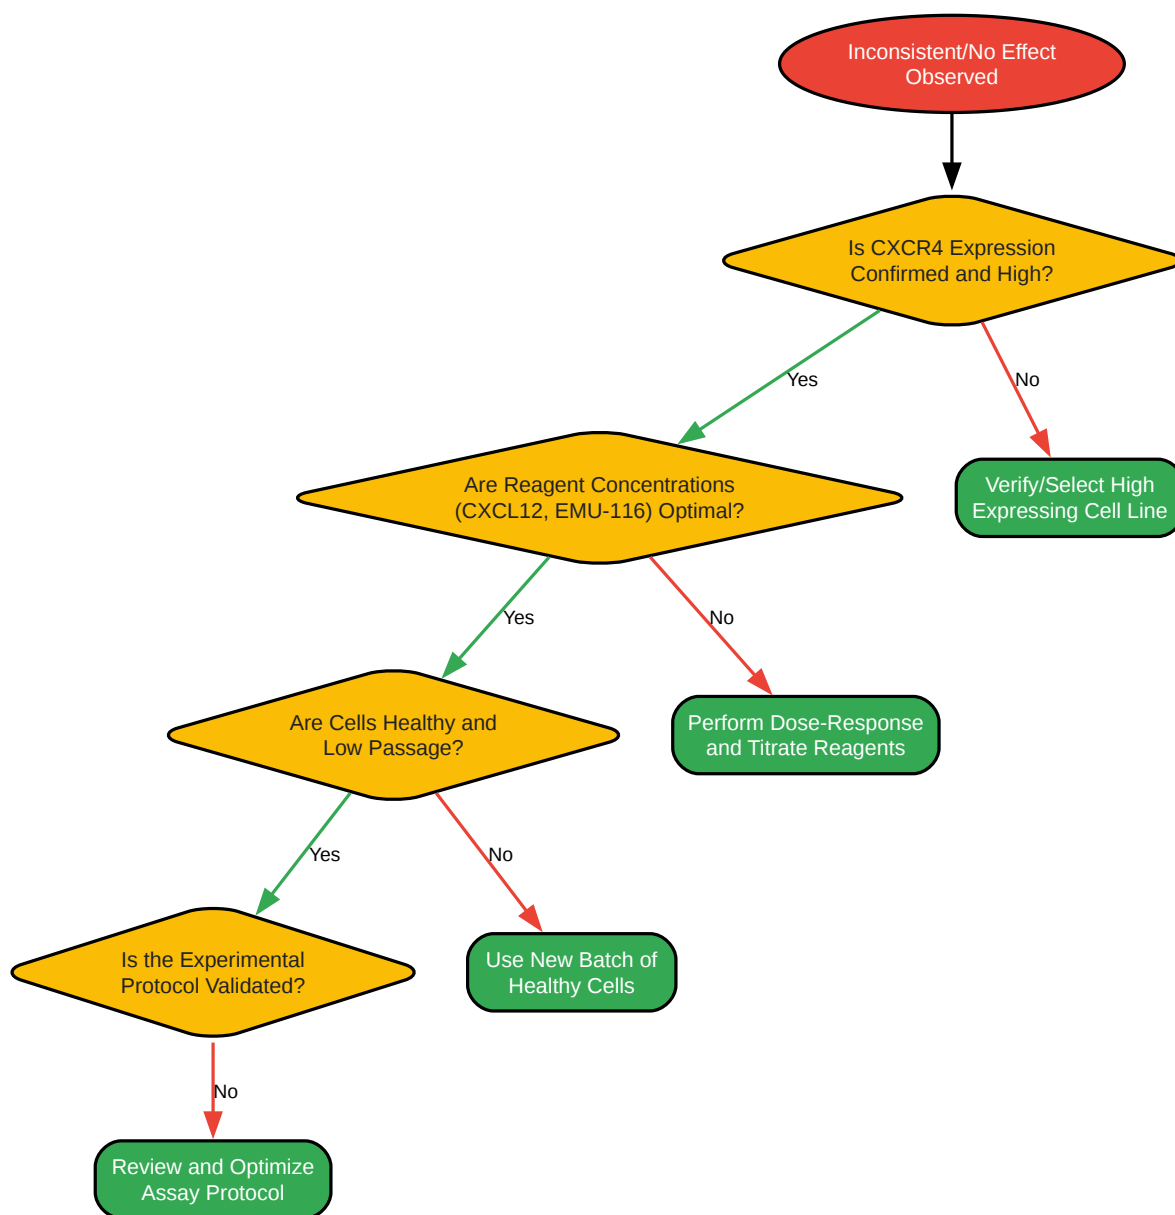 Inconsistent/No Effect
Observed
Is CXCR4 Expression
Confirmed and High?
Yes
No
Are Reagent Concentrations
(CXCL12, EMU-116) Optimal?
Verify/Select High
Expressing Cell Line
Yes
No
Are Cells Healthy and
Low Passage?
Perform Dose-Response
and Titrate Reagents
Yes
No
Is the Experimental
Protocol Validated?
Use New Batch of
Healthy Cells
No
Review and Optimize
Assay Protocol